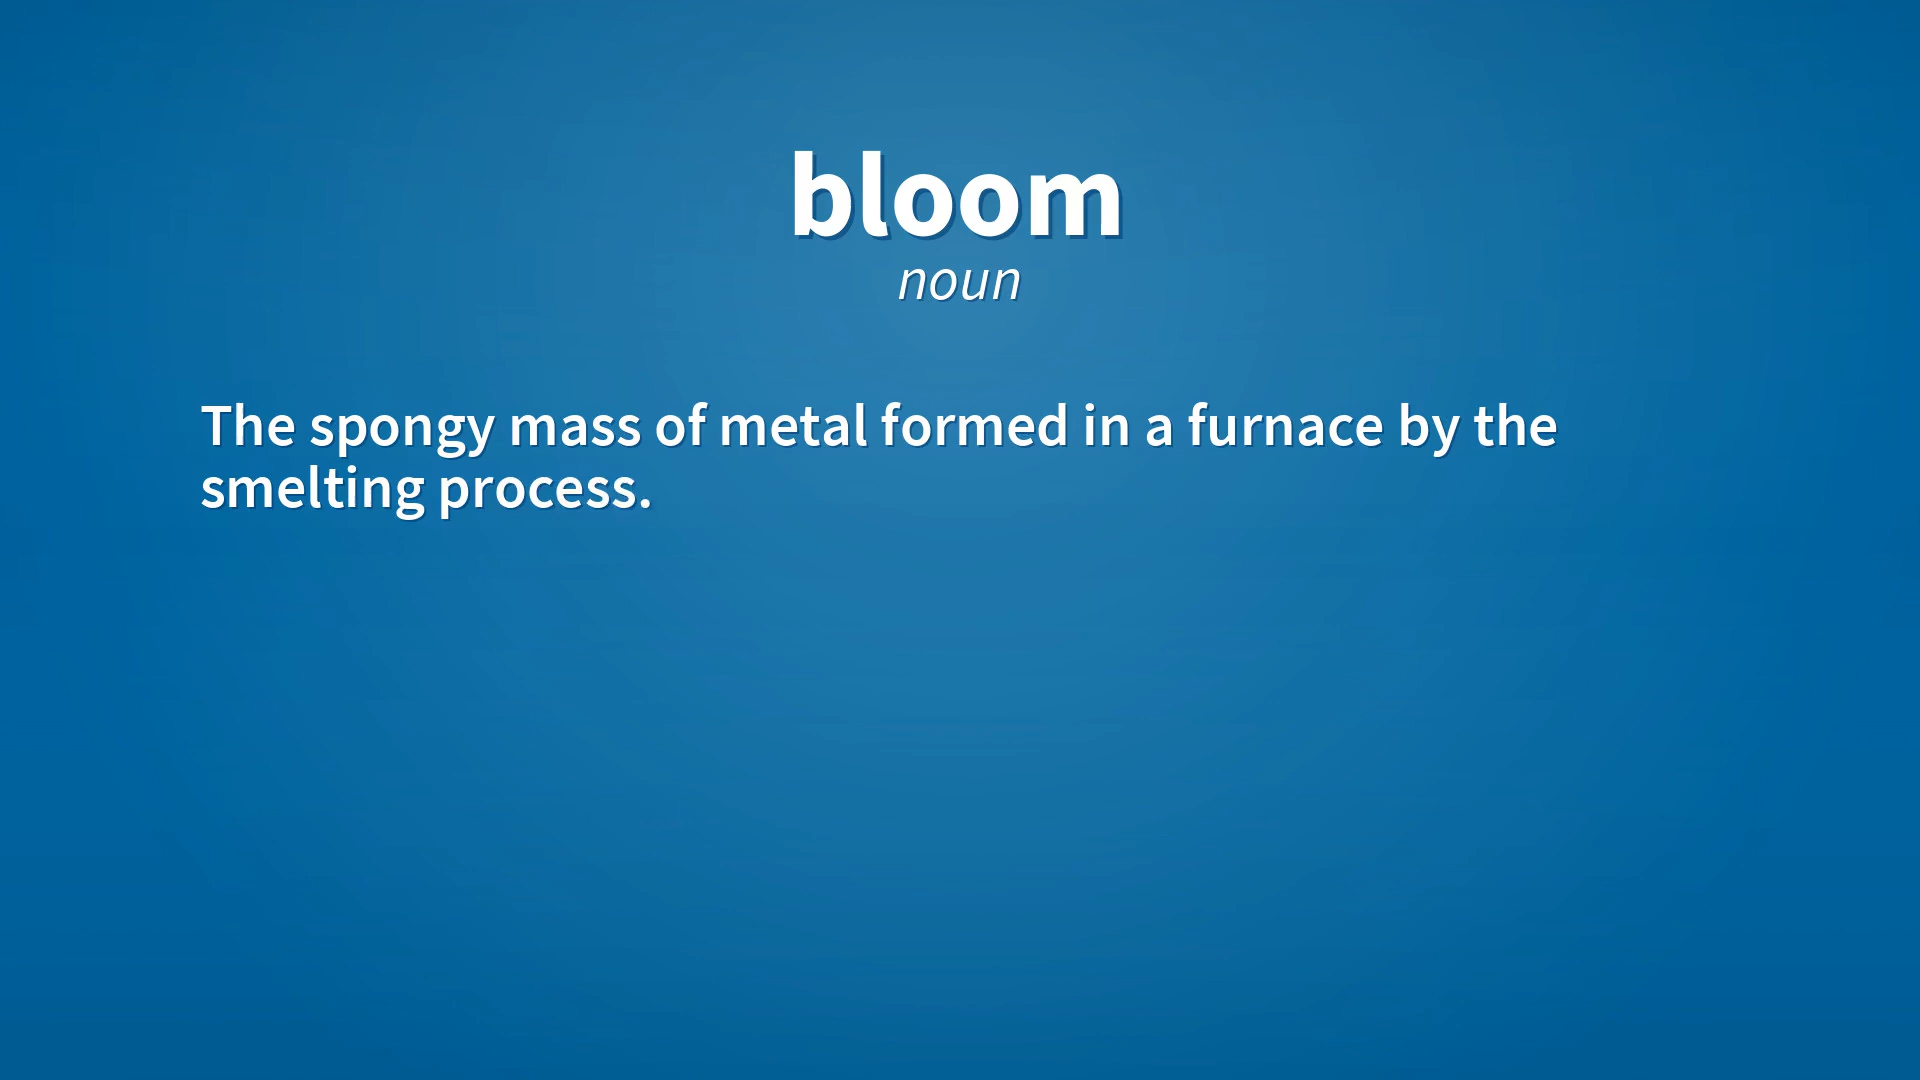 bloom
noun
The spongy mass of metal formed in a furnace by the
smelting process.